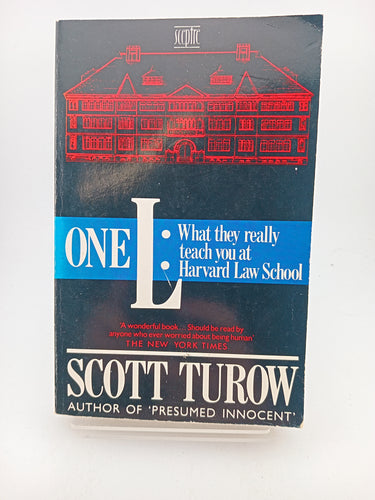 sceptre
ONE L:
What they really
teach you at
Harvard Law School
'A wonderful book... Should be read by
anyone who ever worried about being human'
THE NEW YORK TIMES
SCOTT TUROW
AUTHOR OF 'PRESUMED INNOCENT'